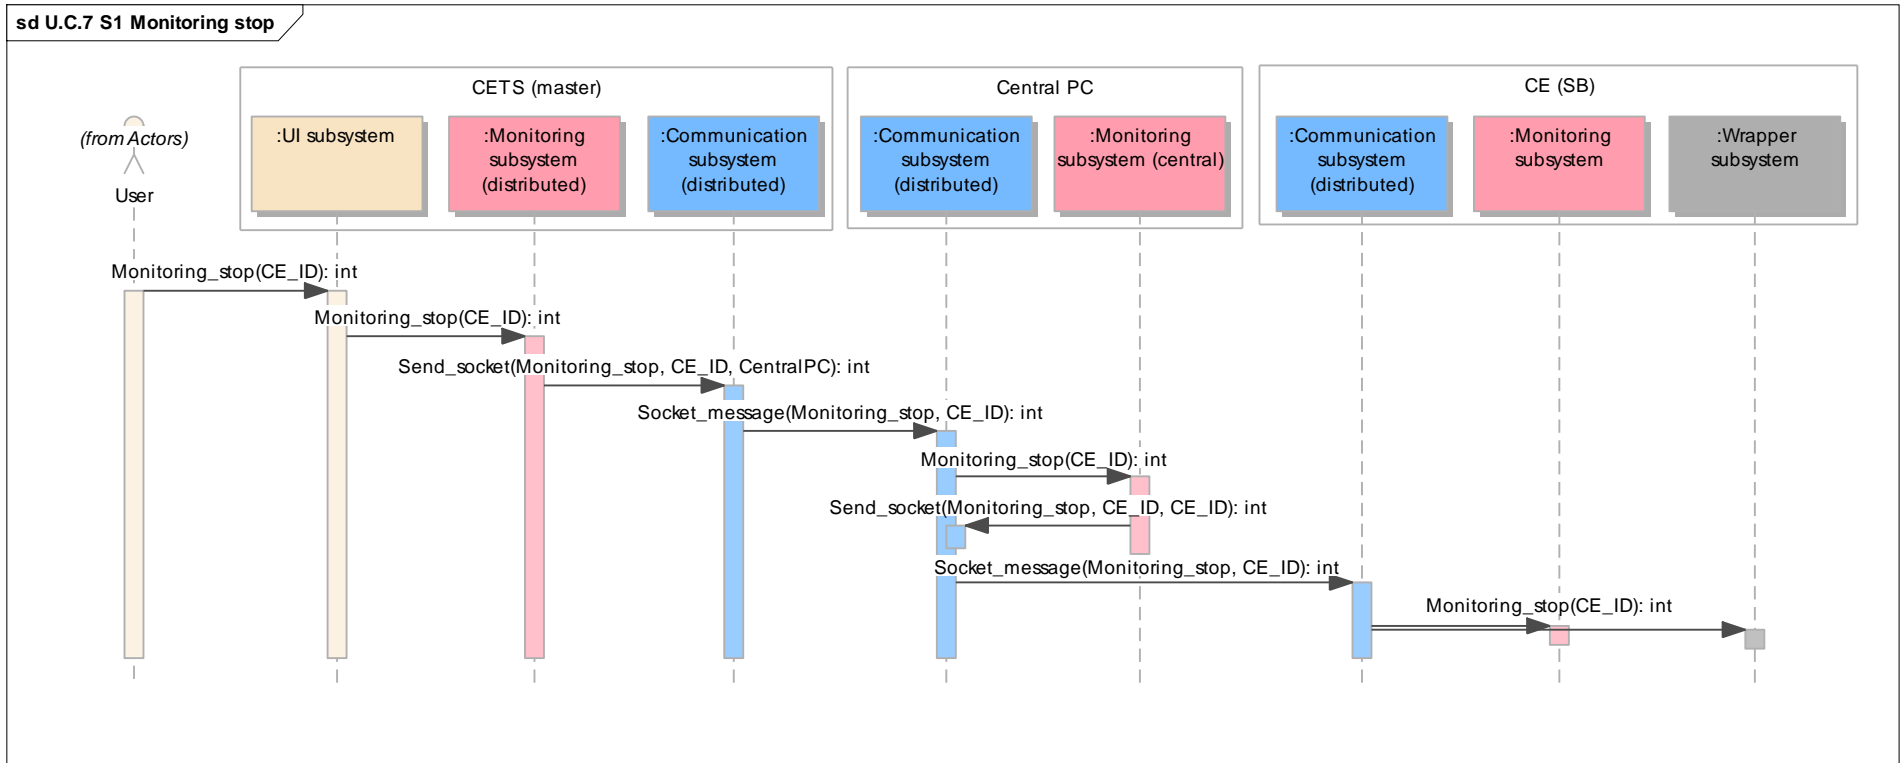 sd U.C.7 S1 Monitoring stop
CETS (master)
Central PC
CE (SB)
(from Actors)
User
:UI subsystem
:Monitoring
subsystem
(distributed)
:Communication
subsystem
(distributed)
:Communication
subsystem
(distributed)
:Monitoring
subsystem (central)
:Communication
subsystem
(distributed)
:Monitoring
subsystem
:Wrapper
subsystem
Monitoring_stop(CE_ID): int
Monitoring_stop(CE_ID): int
Send_socket(Monitoring_stop, CE_ID, CentralPC): int
Socket_message(Monitoring_stop, CE_ID): int
Monitoring_stop(CE_ID): int
Send_socket(Monitoring_stop, CE_ID, CE_ID): int
Socket_message(Monitoring_stop, CE_ID): int
Monitoring_stop(CE_ID): int